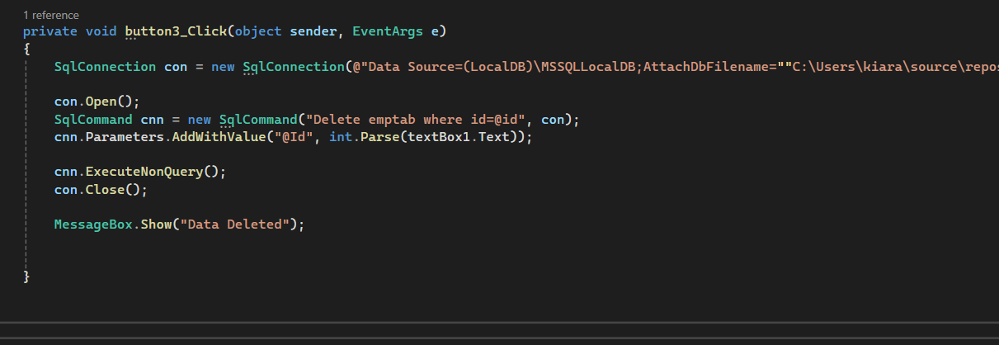 1 reference
private void button3_Click(object sender, EventArgs e)
{
SqlConnection con = new SqlConnection(@"Data Source=(LocalDB)\MSSQLLocalDB;AttachDbFilename=""C:\Users\kiara\source\repos
con.Open();
SqlCommand cnn = new SqlCommand("Delete emptab where id=@id", con);
cnn.Parameters.AddWithValue("@Id", int.Parse(textBox1.Text));
cnn.ExecuteNonQuery();
con.Close();
MessageBox.Show("Data Deleted");
}